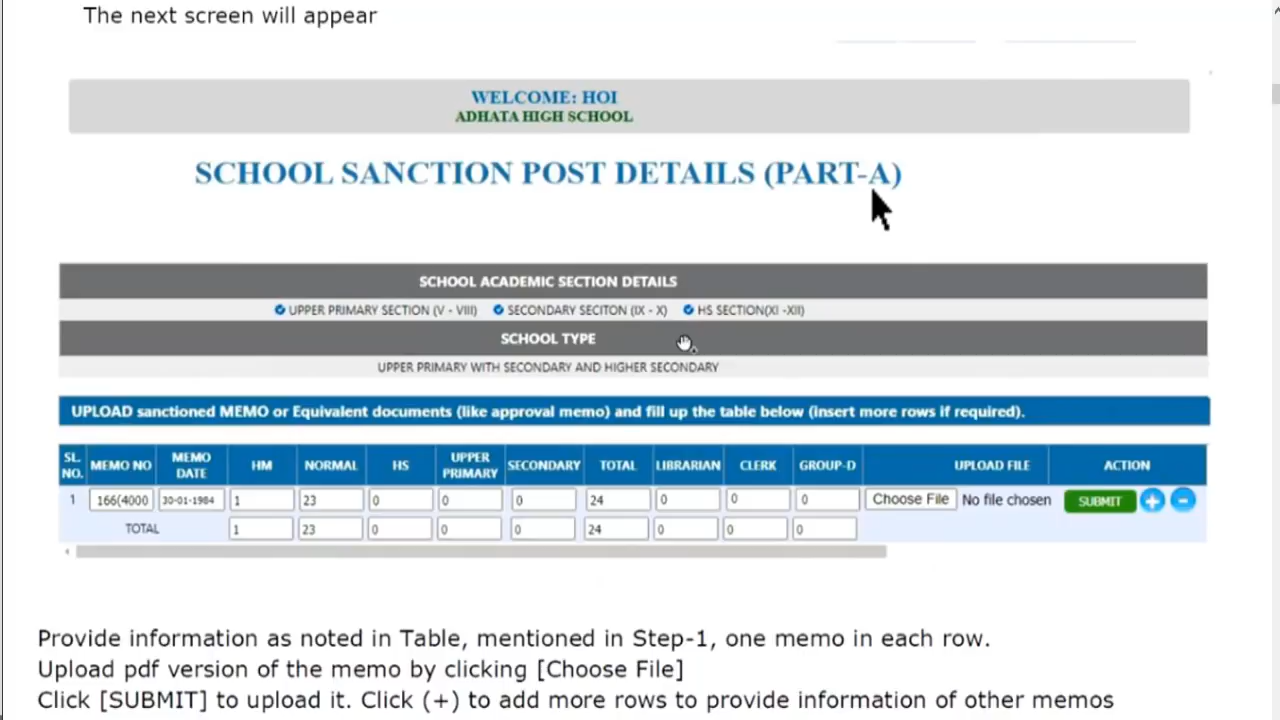 The next screen will appear
WELCOME: HOI
ADHATA HIGH SCHOOL
SCHOOL SANCTION POST DETAILS (PART-A)
SCHOOL ACADEMIC SECTION DETAILS
UPPER PRIMARY SECTION (V - VIII) SECONDARY SECITON (IX - X) HS SECTION(XI -XII)
SCHOOL TYPE
UPPER PRIMARY WITH SECONDARY AND HIGHER SECONDARY
UPLOAD sanctioned MEMO or Equivalent documents (like approval memo) and fill up the table below (insert more rows if required).
SL. NO. MEMO NO MEMO DATE HM NORMAL HS UPPER PRIMARY SECONDARY TOTAL LIBRARIAN CLERK GROUP-D UPLOAD FILE ACTION
1 166(4000 30-01-1984 1 23 0 0 0 24 0 0 0 Choose File No file chosen SUBMIT + -
TOTAL 1 23 0 0 0 24 0 0 0
Provide information as noted in Table, mentioned in Step-1, one memo in each row.
Upload pdf version of the memo by clicking [Choose File]
Click [SUBMIT] to upload it. Click (+) to add more rows to provide information of other memos